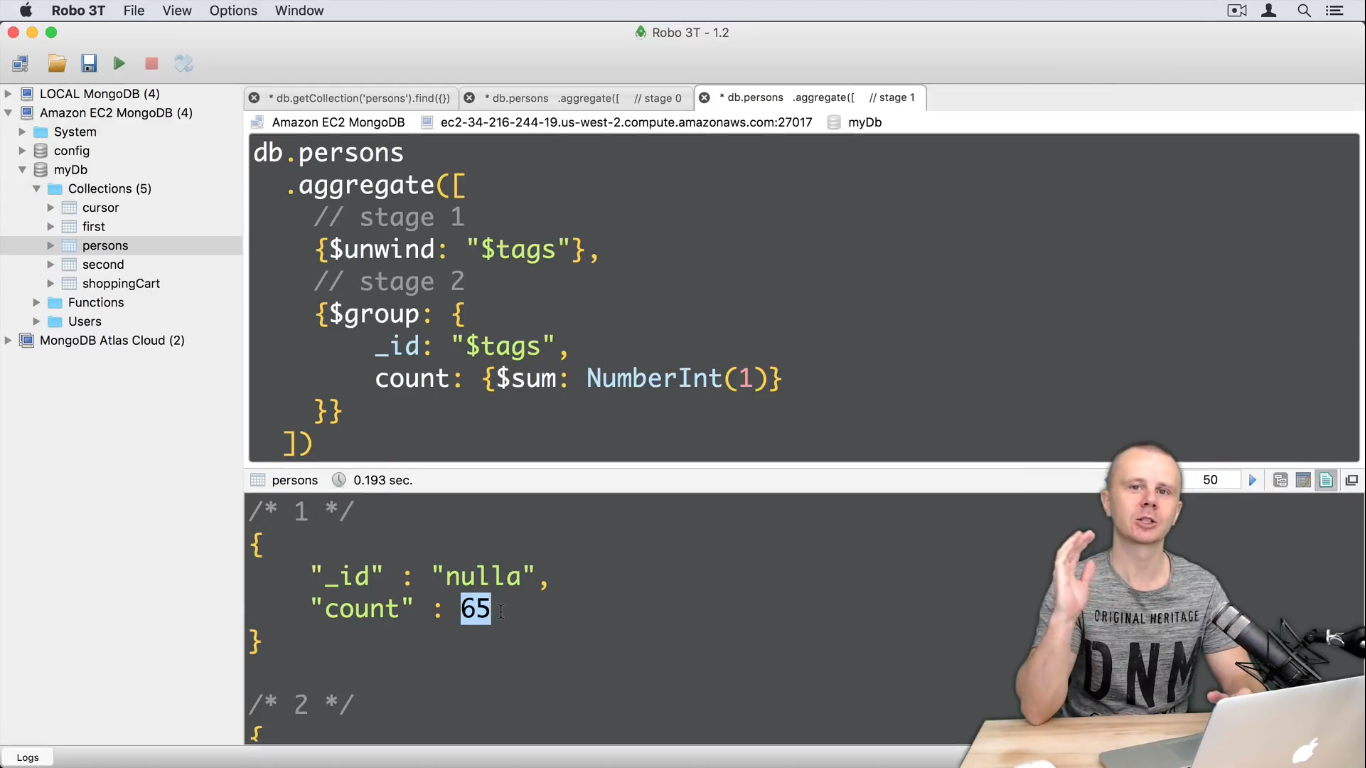 Robo 3T File View Options Window
Robo 3T - 1.2
LOCAL MongoDB (4)
Amazon EC2 MongoDB (4)
System
config
myDb
Collections (5)
cursor
first
persons
second
shoppingCart
Functions
Users
MongoDB Atlas Cloud (2)
* db.getCollection('persons').find({}) * db.persons .aggregate([ // stage 0 * db.persons .aggregate([ // stage 1
Amazon EC2 MongoDB ec2-34-216-244-19.us-west-2.compute.amazonaws.com:27017 myDb
db.persons
.aggregate([
// stage 1
{$unwind: "$tags"},
// stage 2
{$group: {
_id: "$tags",
count: {$sum: NumberInt(1)}
}}
])
persons 0.193 sec. 50
/* 1 */
{
"_id" : "nulla",
"count" : 65
}
/* 2 */
{
ORIGINAL HERITAGE
DNM
Logs